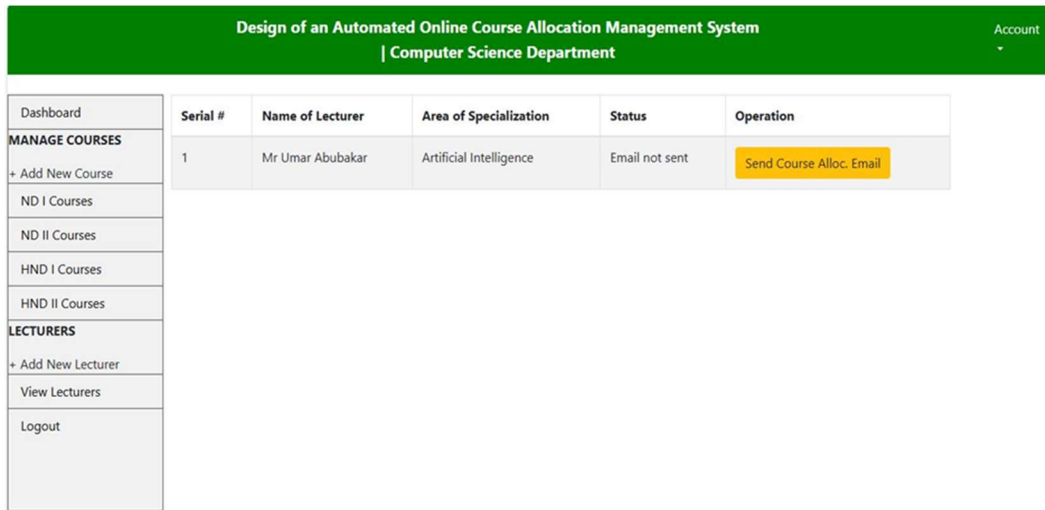 Design of an Automated Online Course Allocation Management System
| Computer Science Department
Account
Dashboard
MANAGE COURSES
+ Add New Course
ND I Courses
ND II Courses
HND I Courses
HND II Courses
LECTURERS
+ Add New Lecturer
View Lecturers
Logout
Serial # Name of Lecturer Area of Specialization Status Operation
1 Mr Umar Abubakar Artificial Intelligence Email not sent Send Course Alloc. Email